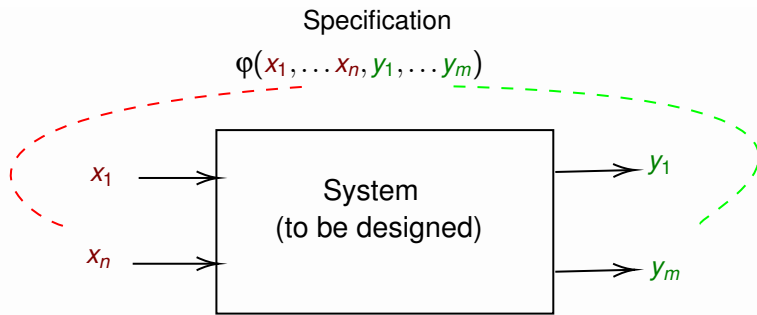 Specification
φ(x₁, … xₙ, y₁, … yₘ)
x₁
y₁
System
(to be designed)
xₙ
yₘ